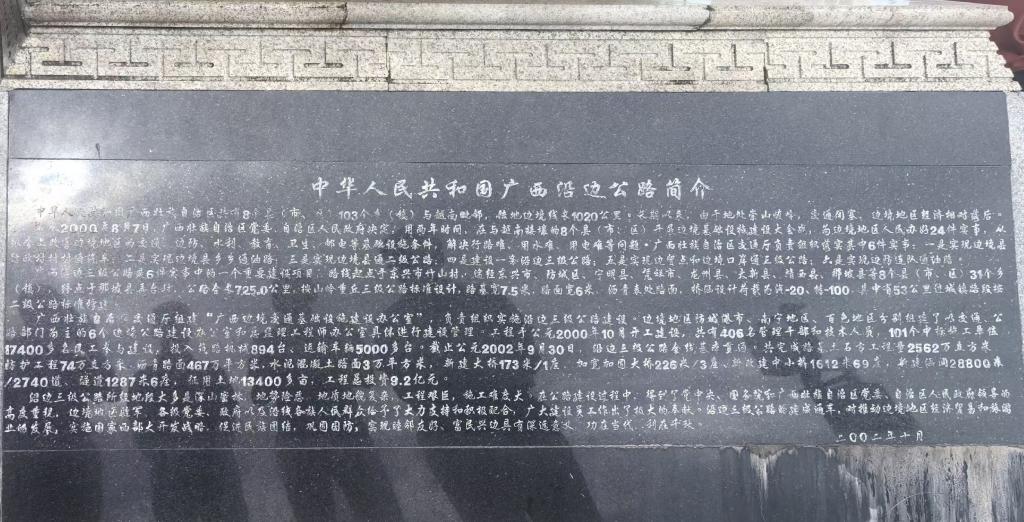 中华人民共和国广西沿边公路简介
中华人民共和国广西壮族自治区共有8个县(市、区)103个乡(镇)与越南毗邻,陆地边境线长1020公里。长期以来,由于地处崇山峻岭,交通闭塞,边境地区经济相对落后。
2000年8月7日,广西壮族自治区党委、自治区人民政府决定,用两年时间,在与越南接壤的8个县(市、区)开展边境基础设施建设大会战,为边境地区人民办的24件实事,从
改善边境地区的交通、边防、水利、教育、卫生、邮电等基础设施条件,解决行路难、用水难、用电难等问题。广西壮族自治区交通厅负责组织实施其中6件实事:一是实现边境县
二是实现边境县乡乡通油路;三是实现边境县通二级公路;四是建设一条沿边三级公路;五是实现边贸点和边境口岸通三级公路;六是实现边防连队通油路。
沿边三级公路是6件实事中的一个重要建设项目。路线起点于东兴市竹山村,途经东兴市、防城区、宁明县、凭祥市、龙州县、大新县、靖西县、那坡县等8个县(市、区)31个乡
(镇),终点于那坡县,公路全长725.0公里,按山岭重丘三级公路标准设计,路基宽7.5米,路面宽6米,沥青表处路面,桥涵设计荷载为汽-20、挂-100,其中有53公里过城镇路段按
二级公路标准修建。
广西壮族自治区交通厅组建“广西边境交通基础设施建设办公室”,负责组织实施沿边三级公路建设。边境地区防城港市、南宁地区、百色地区分别组建了以交通、公
路部门为主的6个边境公路建设办公室和总监理工程师办公室具体进行建设管理。工程于公元2000年10月开工建设,共有406名管理干部和技术人员,101个中标施工单位
17400多名民工参与建设,投入筑路机械894台、运输车辆5000多台,截止公元2002年9月30日,沿边三级公路全线基本贯通。共完成路基土石方工程量2562万立方米
防护工程74万立方米,沥青路面467万平方米,水泥混凝土路面3万平方米,新建大桥173米/1座,加宽加固大桥226米/3座,新改建中小桥1612米69座,新建涵洞28800米
/2740道,隧道1287米6座,征用土地13400多亩,工程总投资9.2亿元。
沿边三级公路所经地段大多是深山密林,地势险恶,地质地貌复杂,工程艰巨,施工难度大。在公路建设过程中,得到了党中央、国务院和广西壮族自治区党委、自治区人民政府领导的
高度重视,边境地区驻军、各级党委、政府以及沿线各族人民群众给予了大力支持和积极配合,广大建设员工作出了极大的奉献。沿边三级公路的建成通车,对推动边境地区经济贸易和旅游
业的发展,实施国家西部大开发战略,促进民族团结,巩固国防,实现睦邻友好、富民兴边具有深远意义,功在当代,利在千秋。
二〇〇二年十月